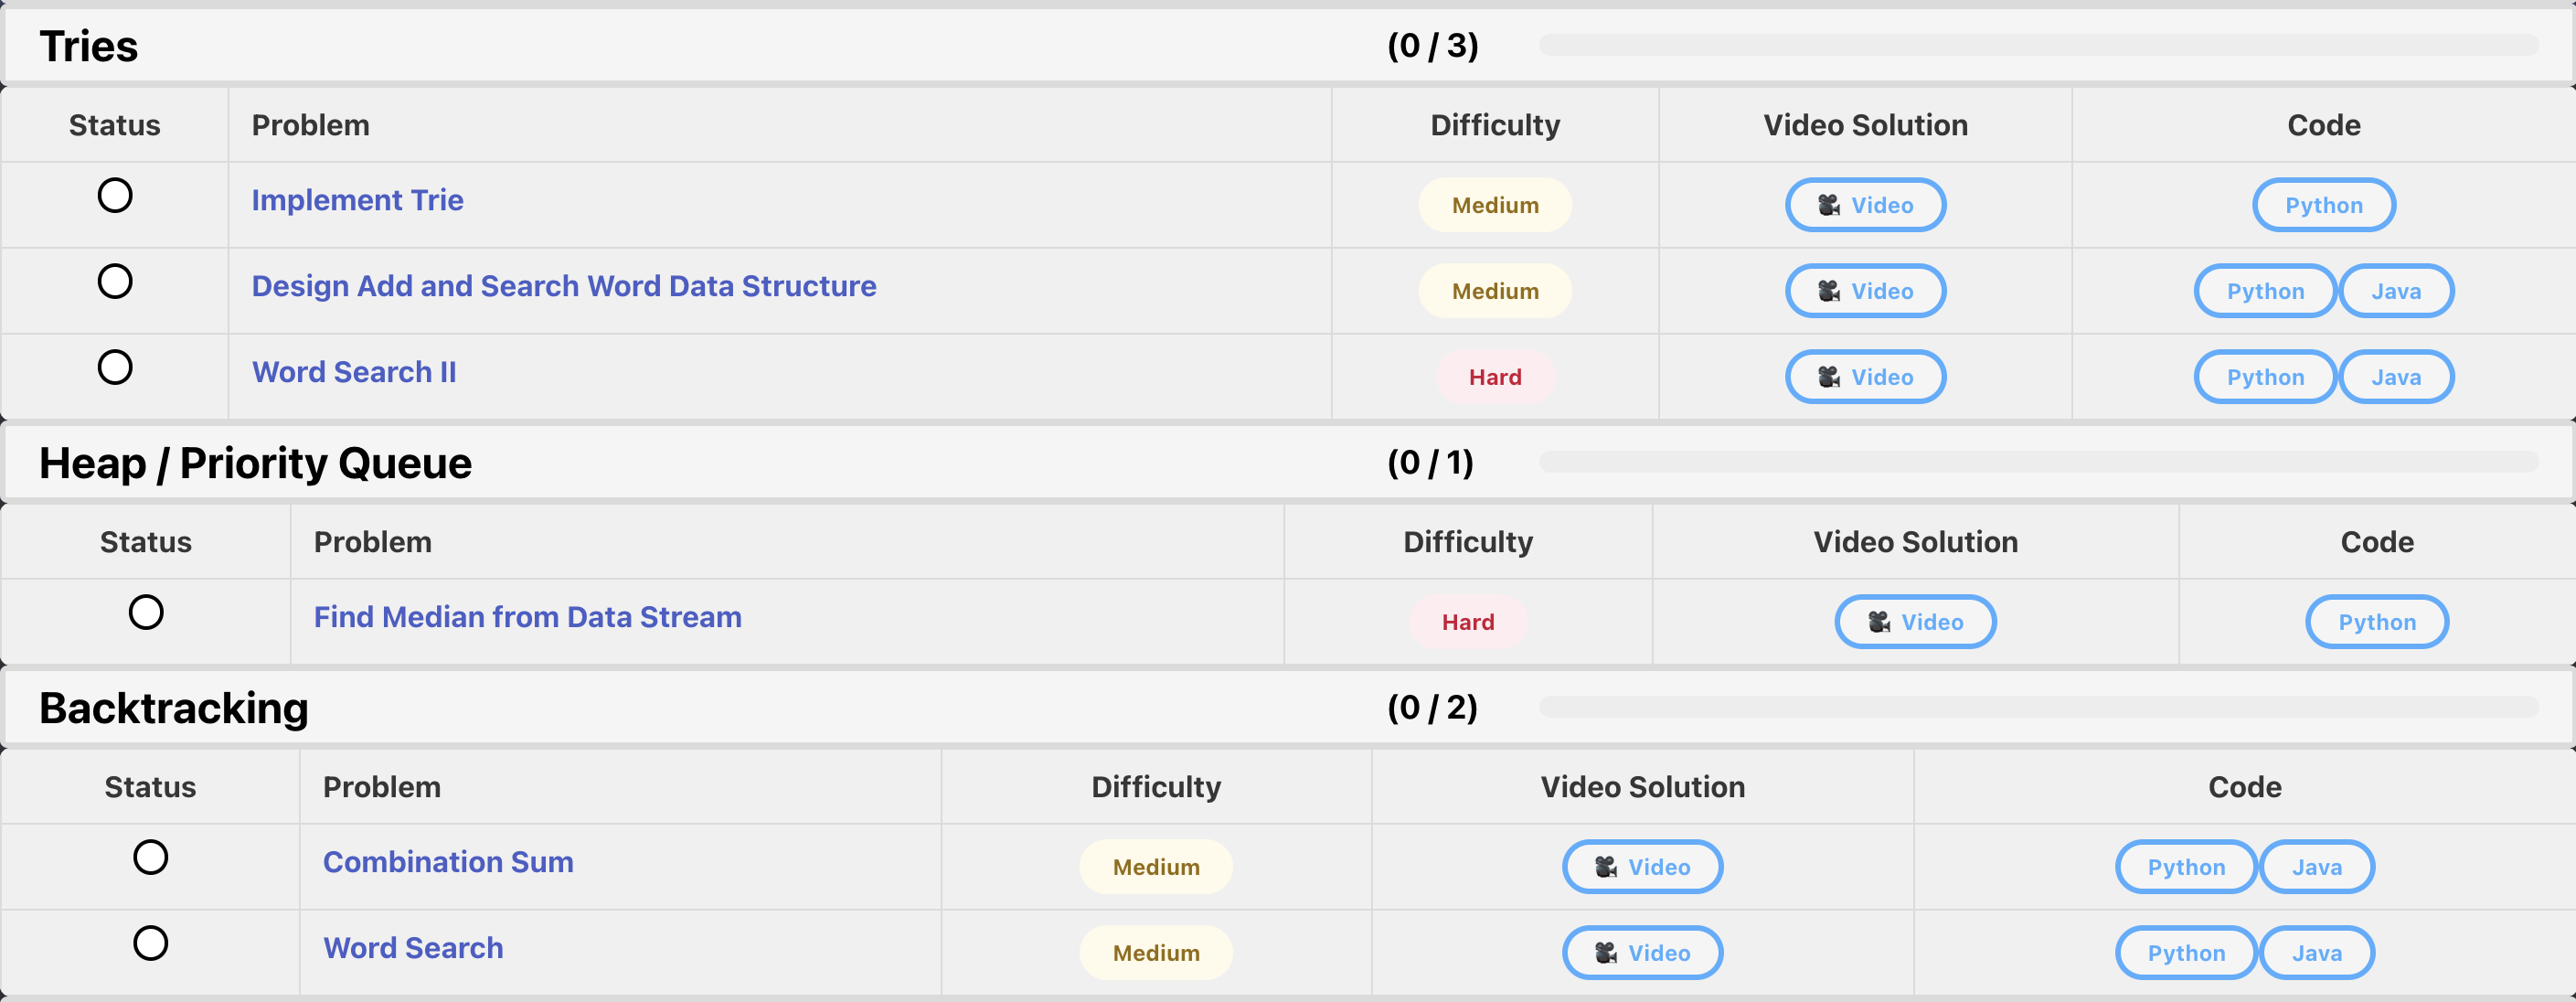 Tries (0 / 3)
Status Problem Difficulty Video Solution Code
Implement Trie Medium Video Python
Design Add and Search Word Data Structure Medium Video Python Java
Word Search II Hard Video Python Java
Heap / Priority Queue (0 / 1)
Status Problem Difficulty Video Solution Code
Find Median from Data Stream Hard Video Python
Backtracking (0 / 2)
Status Problem Difficulty Video Solution Code
Combination Sum Medium Video Python Java
Word Search Medium Video Python Java